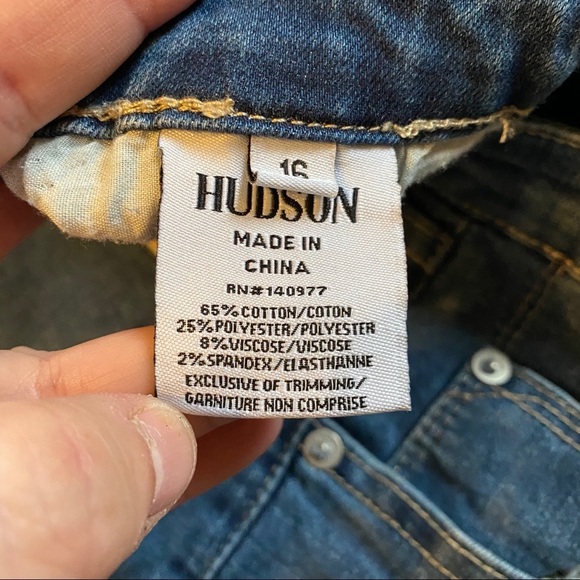 16
HUDSON
MADE IN
CHINA
RN#140977
65%COTTON/COTON
25%POLYESTER/POLYESTER
8%VISCOSE/VISCOSE
2%SPANDEX/ELASTHANNE
EXCLUSIVE OF TRIMMING/
GARNITURE NON COMPRISE